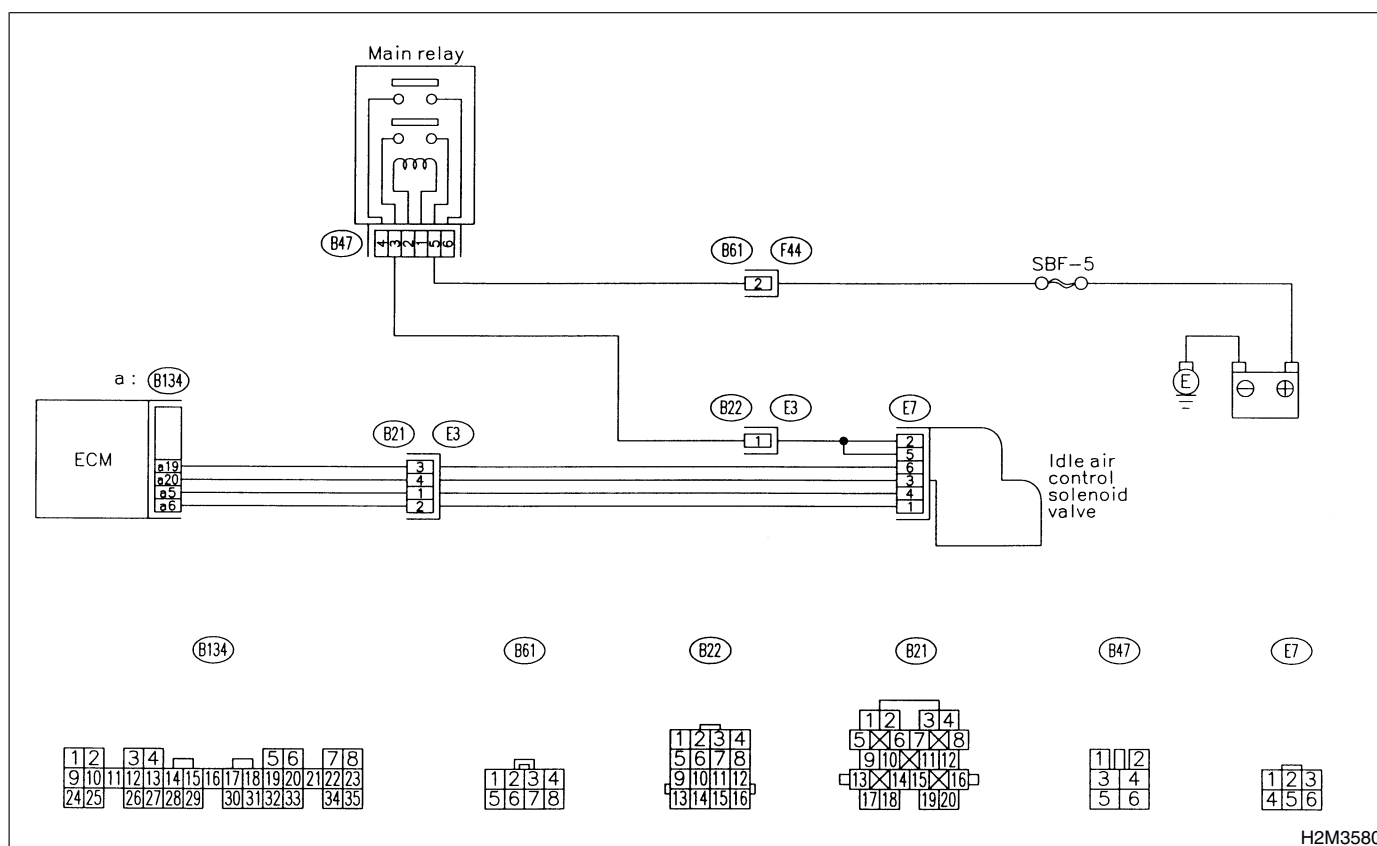 Main relay
B47
4 3 2 1 5 6
B61 F44
2
SBF-5
a : B134
B22 E3
E7
E
⊖ ⊕
1
B21 E3
ECM
a19
a20
a5
a6
3
4
1
2
2
5
6
3
4
1
Idle air
control
solenoid
valve
B134
B61
B22
B21
B47
E7
1 2 3 4 5 6 7 8
9 10 11 12 13 14 15 16 17 18 19 20 21 22 23
24 25 26 27 28 29 30 31 32 33 34 35
1 2 3 4
5 6 7 8
1 2 3 4
5 6 7 8
9 10 11 12
13 14 15 16
1 2 3 4
5 6 7 8
9 10 11 12
13 14 15 16
17 18 19 20
1 2
3 4
5 6
1 2 3
4 5 6
H2M3580